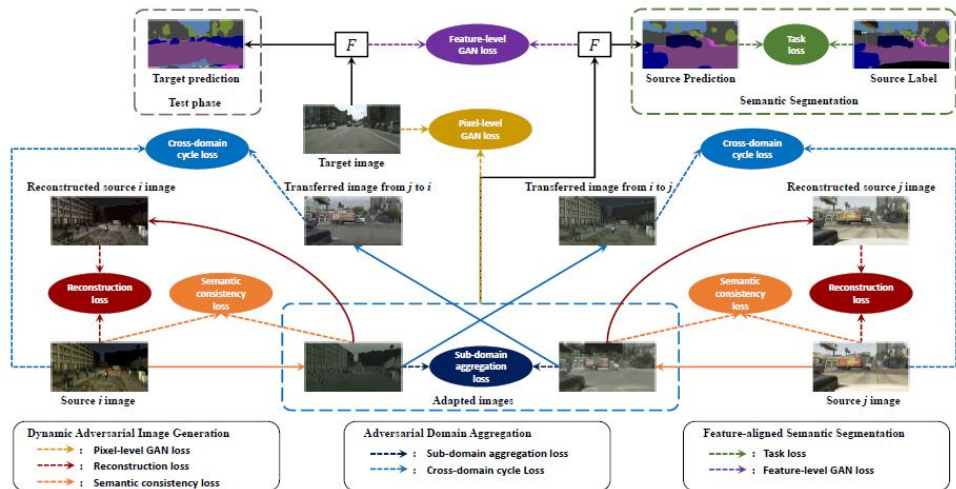 F
Feature-level
GAN loss
F
Task
loss
Target prediction
Test phase
Source Prediction
Source Label
Semantic Segmentation
Pixel-level
GAN loss
Target image
Cross-domain
cycle loss
Cross-domain
cycle loss
Reconstructed source i image
Transferred image from j to i
Transferred image from i to j
Reconstructed source j image
Reconstruction
loss
Semantic
consistency
loss
Semantic
consistency
loss
Reconstruction
loss
Sub-domain
aggregation
loss
Source i image
Adapted images
Source j image
Dynamic Adversarial Image Generation
: Pixel-level GAN loss
: Reconstruction loss
: Semantic consistency loss
Adversarial Domain Aggregation
: Sub-domain aggregation loss
: Cross-domain cycle Loss
Feature-aligned Semantic Segmentation
: Task loss
: Feature-level GAN loss